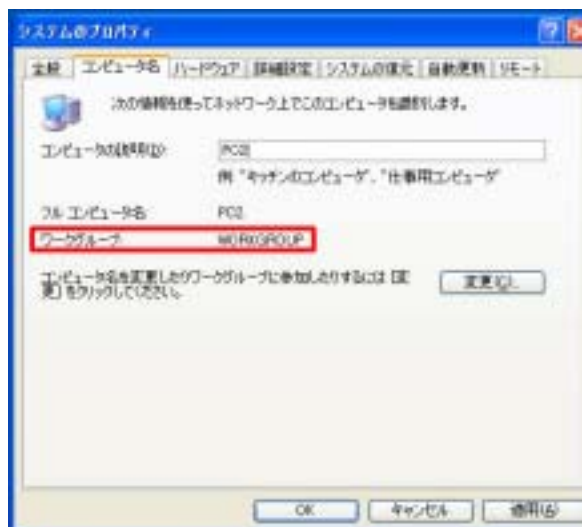 システムのプロパティ
全般 コンピュータ名 ハードウェア 詳細設定 システムの復元 自動更新 リモート
次の情報を使ってネットワーク上でこのコンピュータを識別します。
コンピュータの説明(D): PC2
例: "キッチンのコンピュータ"、"仕事用コンピュータ"
フル コンピュータ名: PC2.
ワークグループ: WORKGROUP
コンピュータ名を変更したりワークグループに参加したりするには [変
更] をクリックしてください。 変更(C)...
OK キャンセル 適用(A)